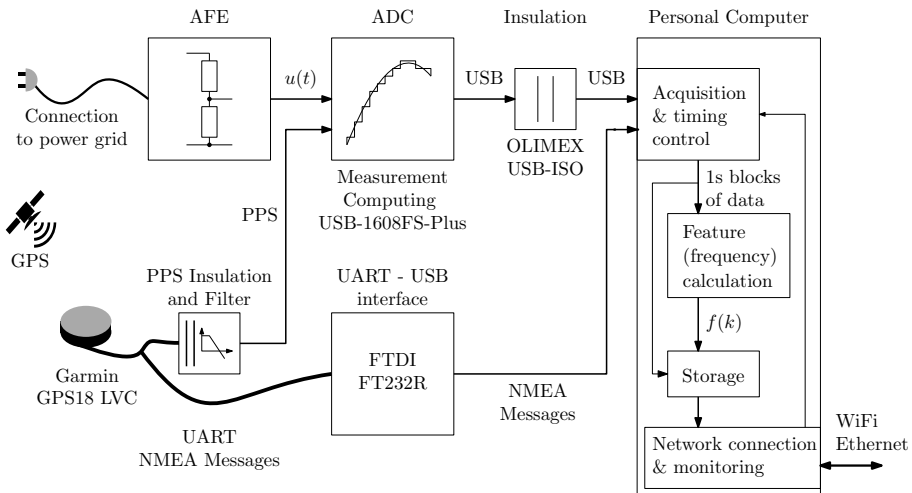 AFE
ADC
Insulation
Personal Computer
u(t)
USB
USB
Acquisition
& timing
control
Connection
to power grid
OLIMEX
USB-ISO
Measurement
Computing
USB-1608FS-Plus
1s blocks
of data
PPS
GPS
Feature
(frequency)
calculation
PPS Insulation
and Filter
UART - USB
interface
f(k)
FTDI
FT232R
Garmin
GPS18 LVC
NMEA
Messages
Storage
UART
NMEA Messages
Network connection
& monitoring
WiFi
Ethernet